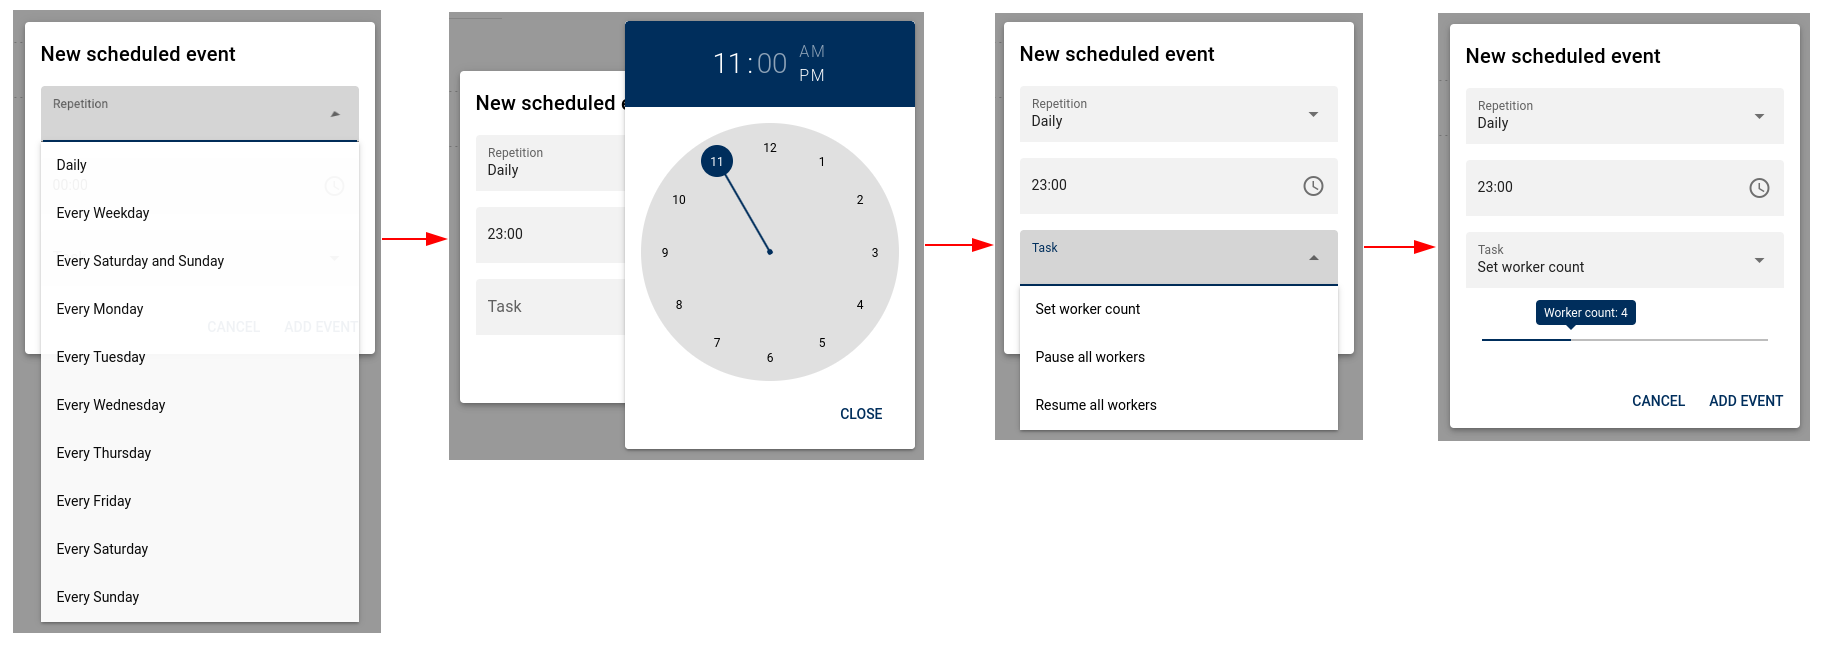 New scheduled event
Repetition
Daily
00:00
Every Weekday
Every Saturday and Sunday
Every Monday
CANCEL ADD EVENT
Every Tuesday
Every Wednesday
Every Thursday
Every Friday
Every Saturday
Every Sunday
New scheduled e
Repetition
Daily
23:00
Task
11:00
AM
PM
12
1
2
3
4
5
6
7
8
9
10
11
CLOSE
New scheduled event
Repetition
Daily
23:00
Task
Set worker count
Pause all workers
Resume all workers
New scheduled event
Repetition
Daily
23:00
Task
Set worker count
Worker count: 4
CANCEL ADD EVENT